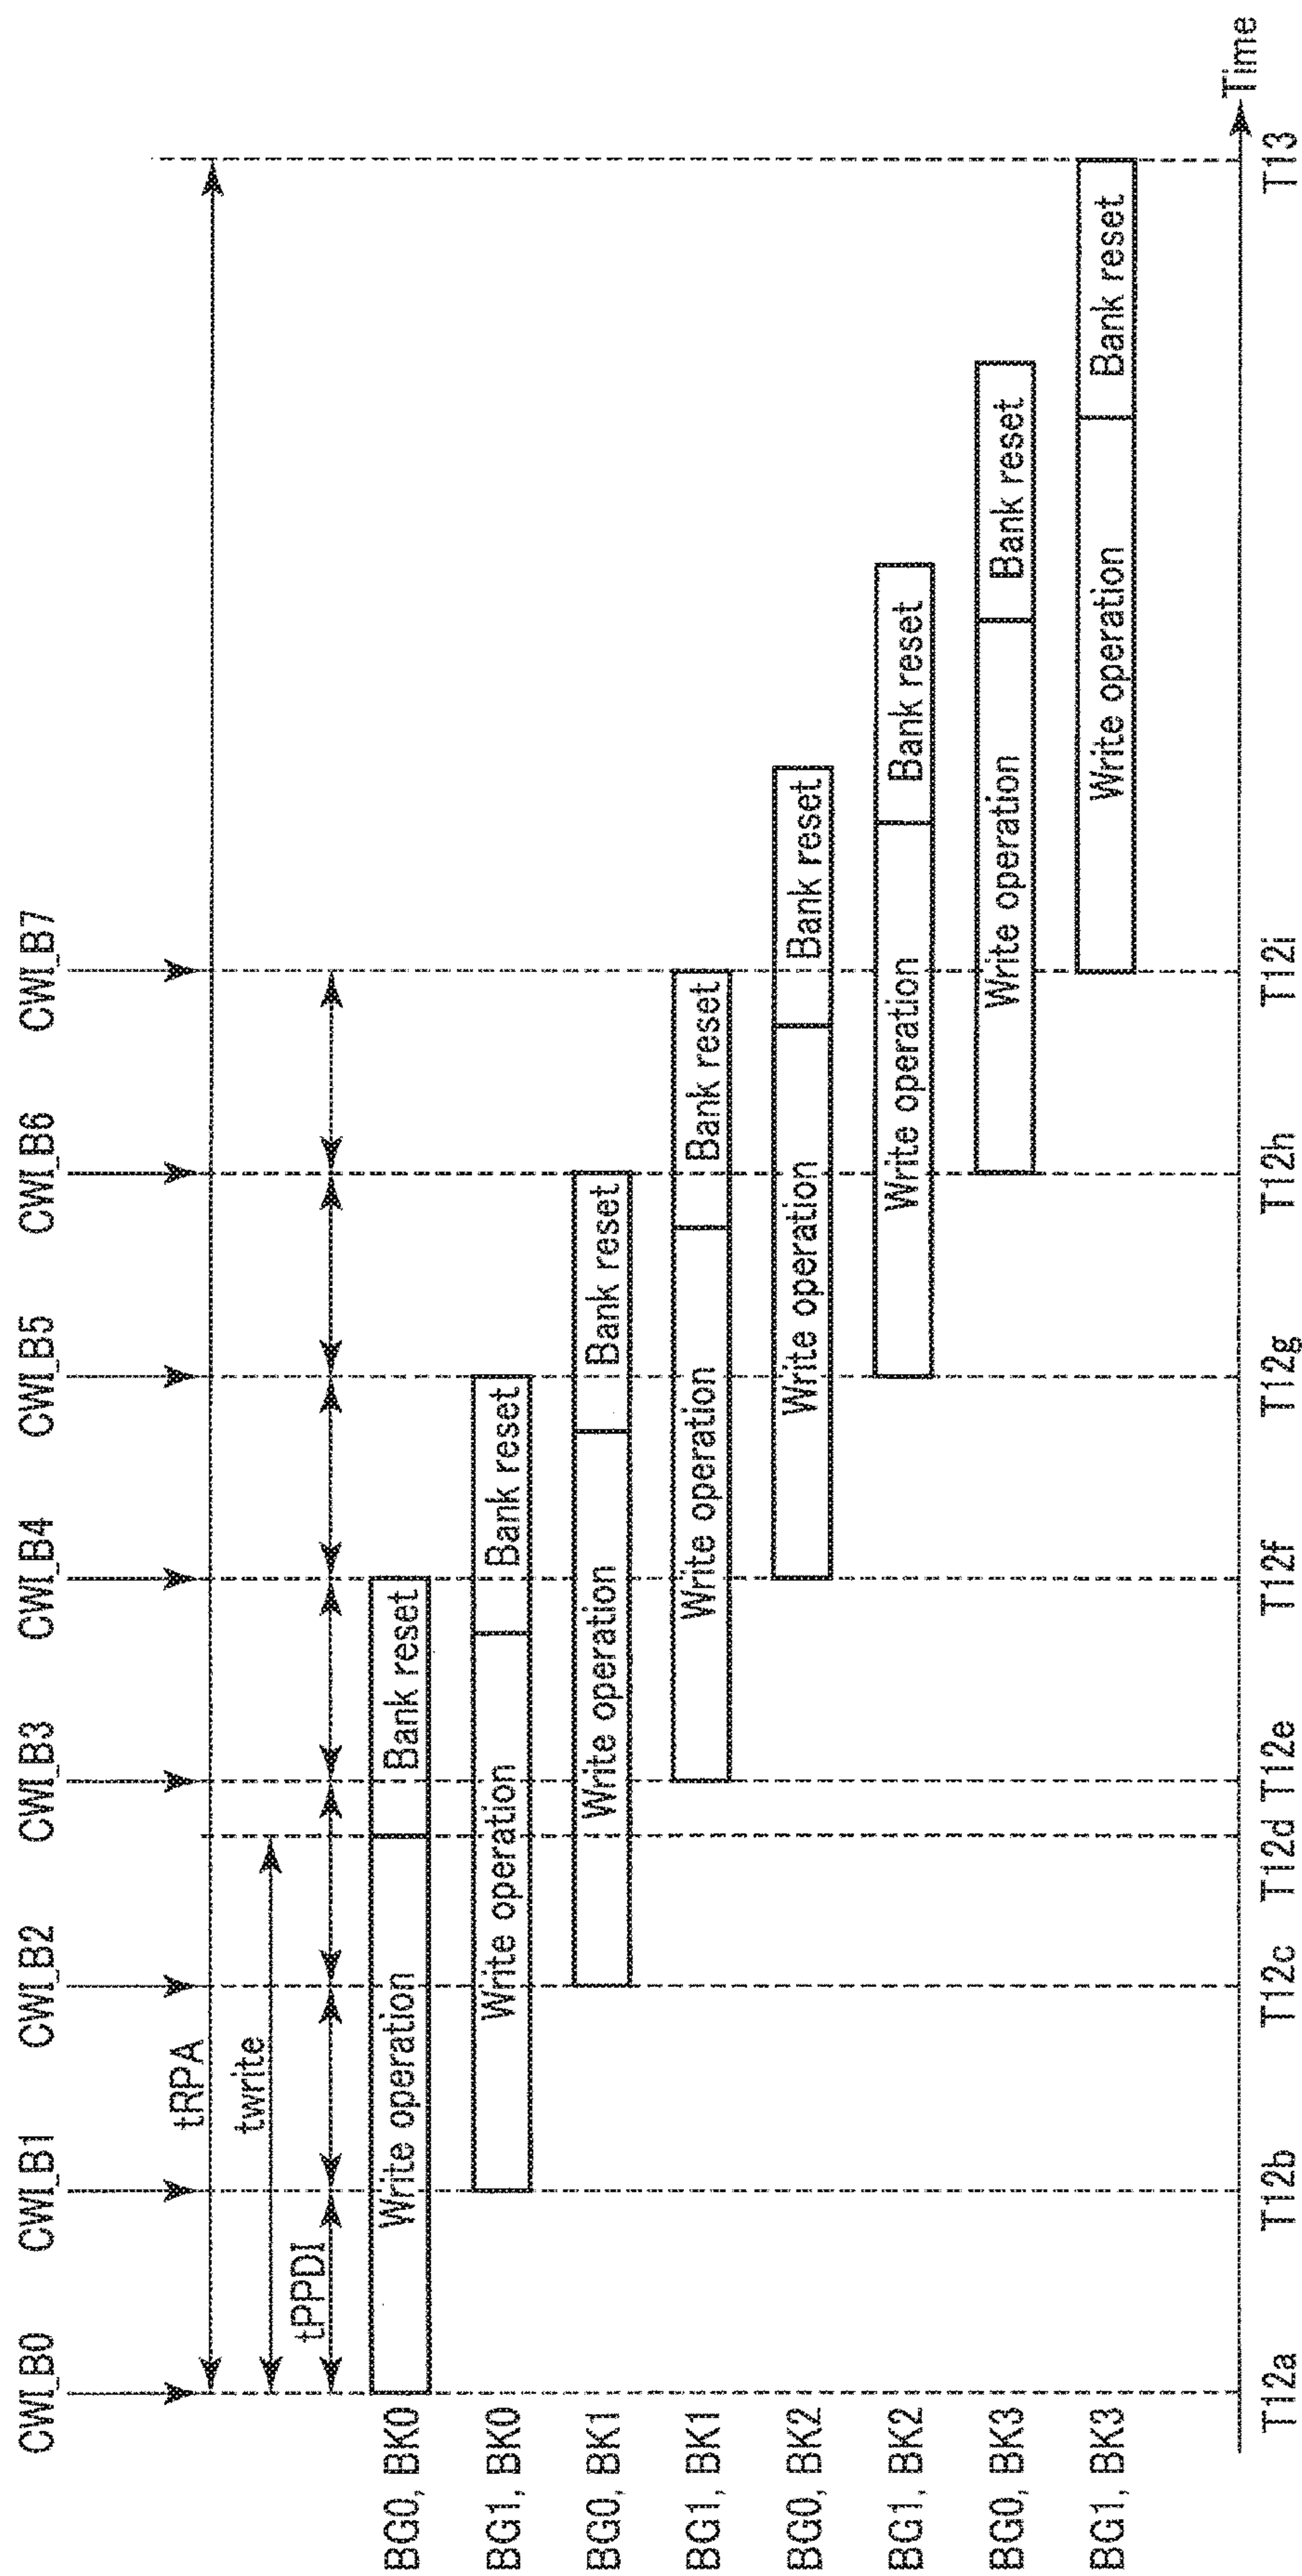 CWI_B0 CWI_B1 CWI_B2 CWI_B3 CWI_B4 CWI_B5 CWI_B6 CWI_B7
tRPA
twrite
tPPDI
BG0, BK0 Write operation Bank reset
BG1, BK0 Write operation Bank reset
BG0, BK1 Write operation Bank reset
BG1, BK1 Write operation Bank reset
BG0, BK2 Write operation Bank reset
BG1, BK2 Write operation Bank reset
BG0, BK3 Write operation Bank reset
BG1, BK3 Write operation Bank reset
Time
T12a T12b T12c T12d T12e T12f T12g T12h T12i T13